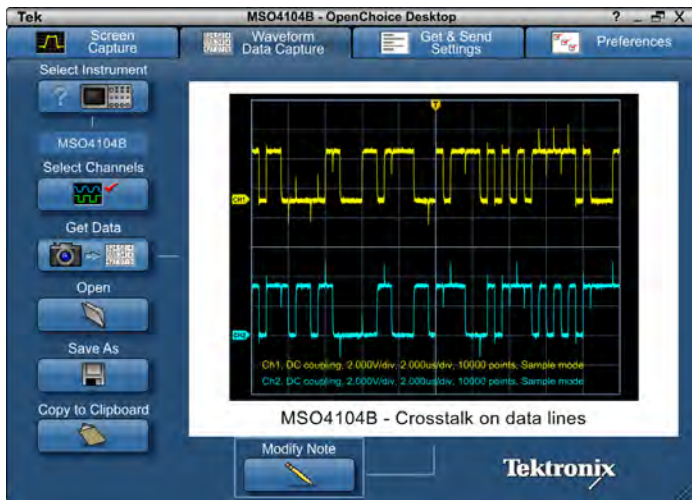 Tek
MSO4104B - OpenChoice Desktop
? _ X
Screen Capture
Waveform Data Capture
Get & Send Settings
Preferences
Select Instrument
?
MSO4104B
Select Channels
Get Data
Open
Save As
Copy to Clipboard
T
CH1
CH2
Ch1, DC coupling, 2.000V/div, 2.000us/div, 10000 points, Sample mode
Ch2, DC coupling, 2.000V/div, 2.000us/div, 10000 points, Sample mode
MSO4104B - Crosstalk on data lines
Modify Note
Tektronix